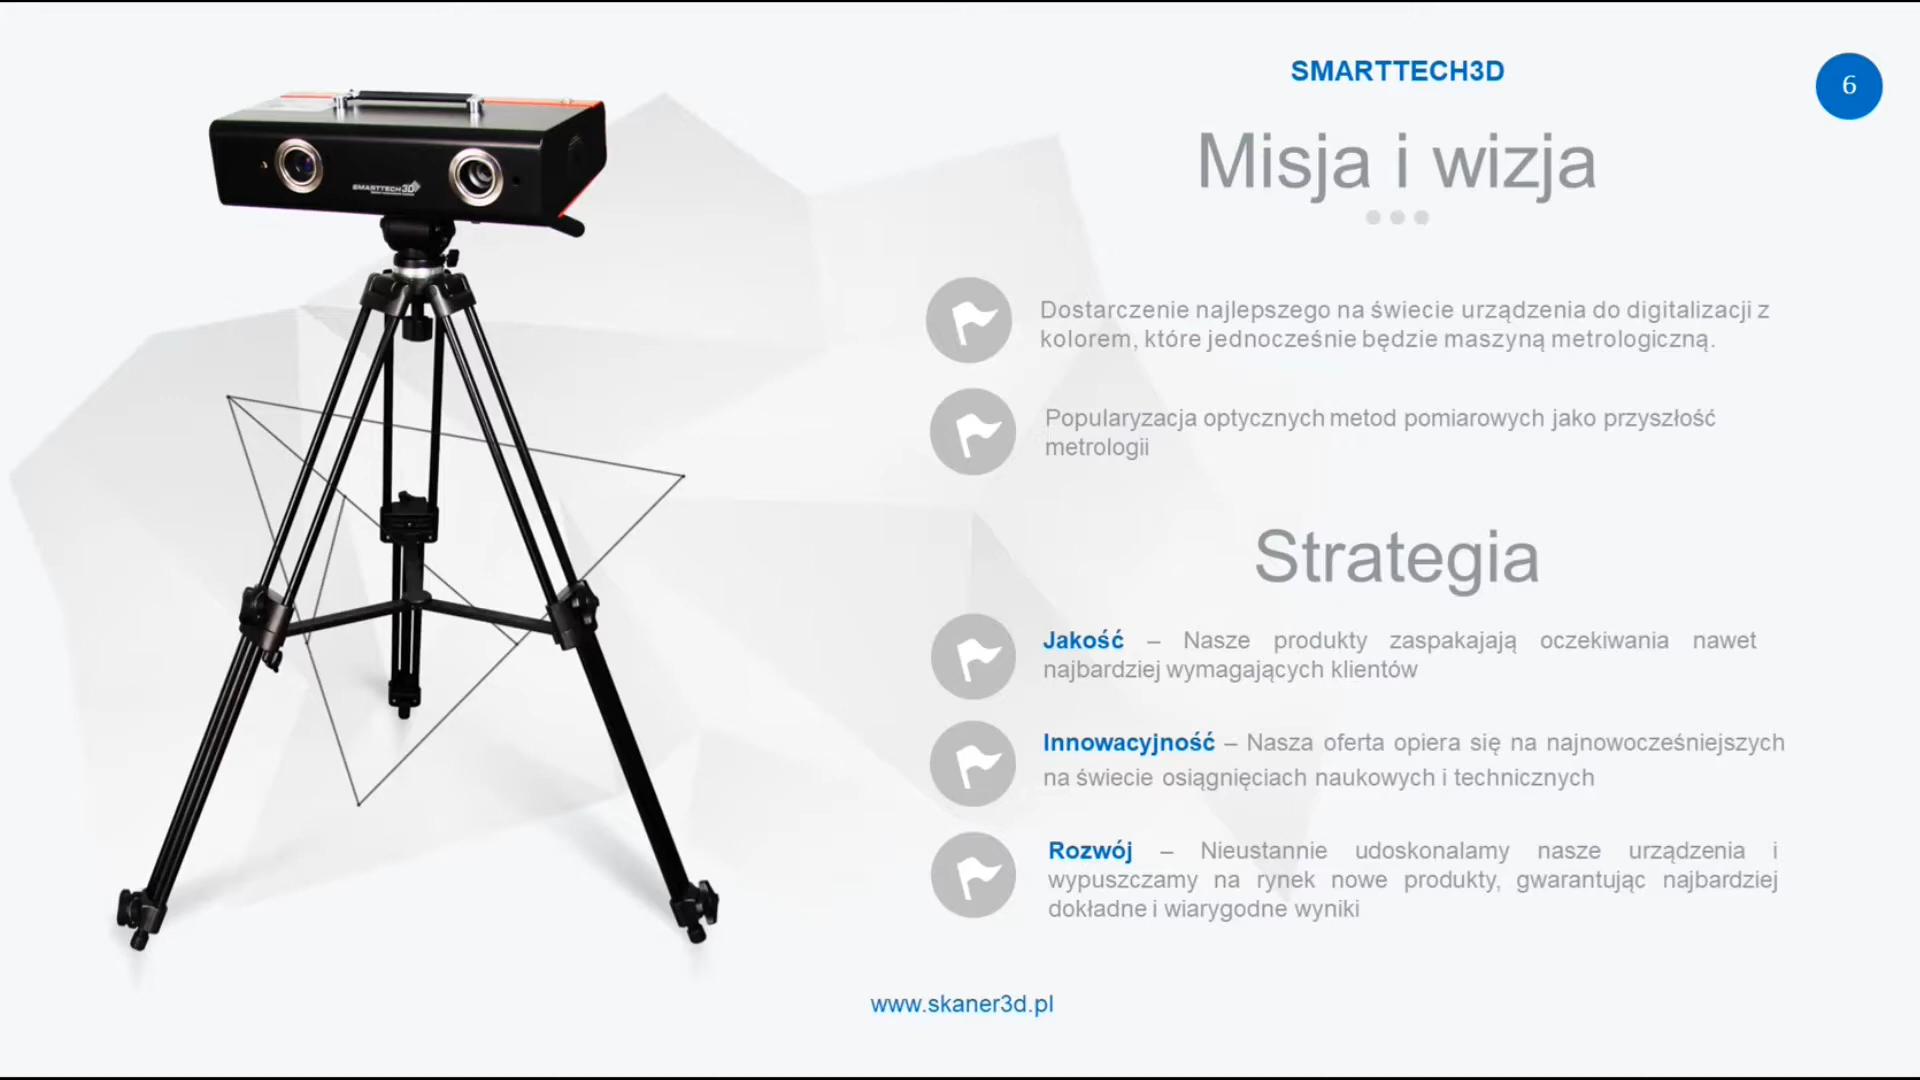 SMARTTECH3D
6
Misja i wizja
Dostarczenie najlepszego na świecie urządzenia do digitalizacji z
kolorem, które jednocześnie będzie maszyną metrologiczną.
Popularyzacja optycznych metod pomiarowych jako przyszłość
metrologii
Strategia
Jakość – Nasze produkty zaspakajają oczekiwania nawet
najbardziej wymagających klientów
Innowacyjność – Nasza oferta opiera się na najnowocześniejszych
na świecie osiągnięciach naukowych i technicznych
Rozwój – Nieustannie udoskonalamy nasze urządzenia i
wypuszczamy na rynek nowe produkty, gwarantując najbardziej
dokładne i wiarygodne wyniki
www.skaner3d.pl
SMARTTECH3D